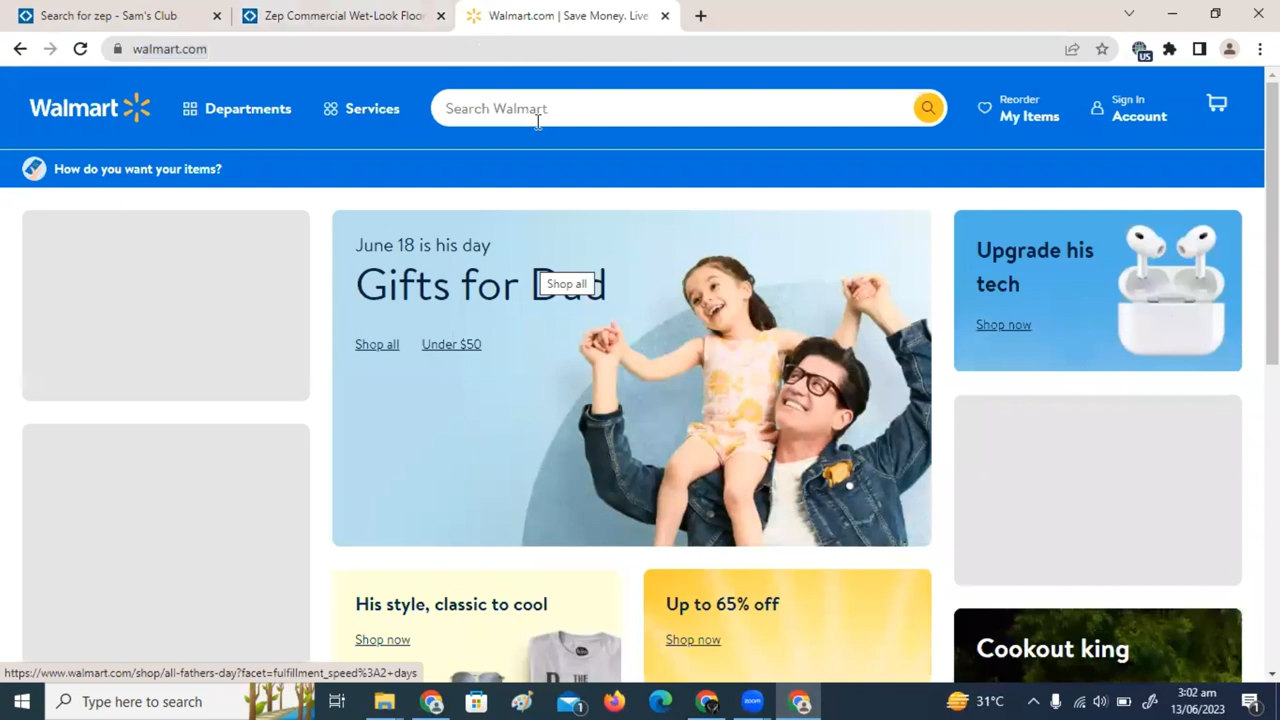 Search for zep - Sam's Club
Zep Commercial Wet-Look Floor
Walmart.com | Save Money. Live
walmart.com
US
Walmart
Departments
Services
Search Walmart
Reorder
My Items
Sign In
Account
How do you want your items?
June 18 is his day
Gifts for Dad
Shop all
Shop all
Under $50
Upgrade his
tech
Shop now
His style, classic to cool
Shop now
Up to 65% off
Shop now
Cookout king
https://www.walmart.com/shop/all-fathers-day?facet=fulfillment_speed%3A2+days
Type here to search
1
zoom
31°C
3:02 am
13/06/2023
1